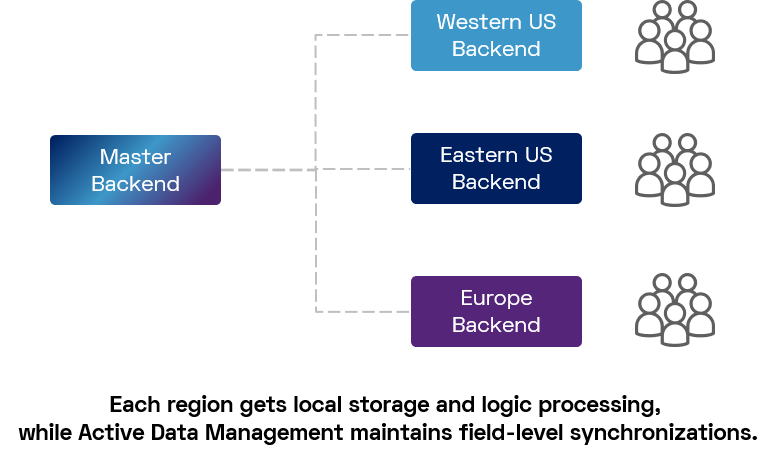 Western US
Backend
Master
Backend
Eastern US
Backend
Europe
Backend
Each region gets local storage and logic processing,
while Active Data Management maintains field-level synchronizations.